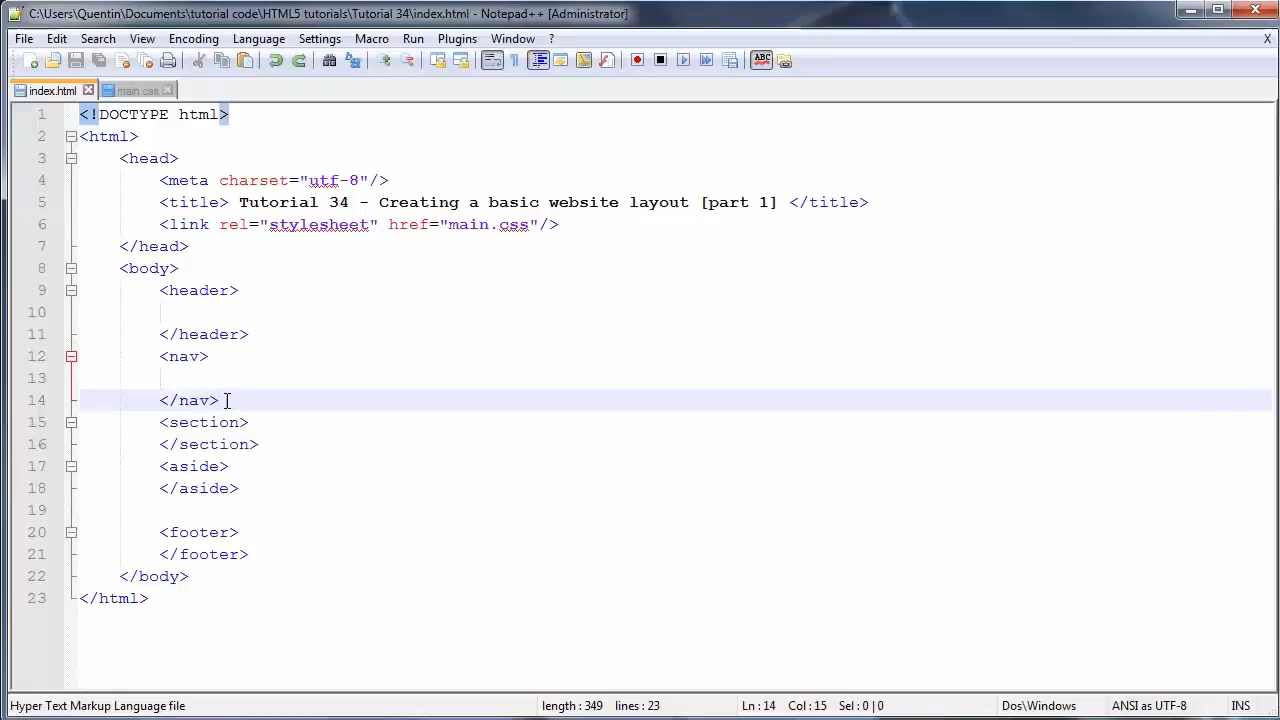 C:\Users\Quentin\Documents\tutorial code\HTML5 tutorials\Tutorial 34\index.html - Notepad++ [Administrator]
File Edit Search View Encoding Language Settings Macro Run Plugins Window ? X
ABC
index.html main.css
1 <!DOCTYPE html>
2 <html>
3 <head>
4 <meta charset="utf-8"/>
5 <title> Tutorial 34 - Creating a basic website layout [part 1] </title>
6 <link rel="stylesheet" href="main.css"/>
7 </head>
8 <body>
9 <header>
10
11 </header>
12 <nav>
13
14 </nav>
15 <section>
16 </section>
17 <aside>
18 </aside>
19
20 <footer>
21 </footer>
22 </body>
23 </html>
Hyper Text Markup Language file length : 349 lines : 23 Ln : 14 Col : 15 Sel : 0 | 0 Dos\Windows ANSI as UTF-8 INS